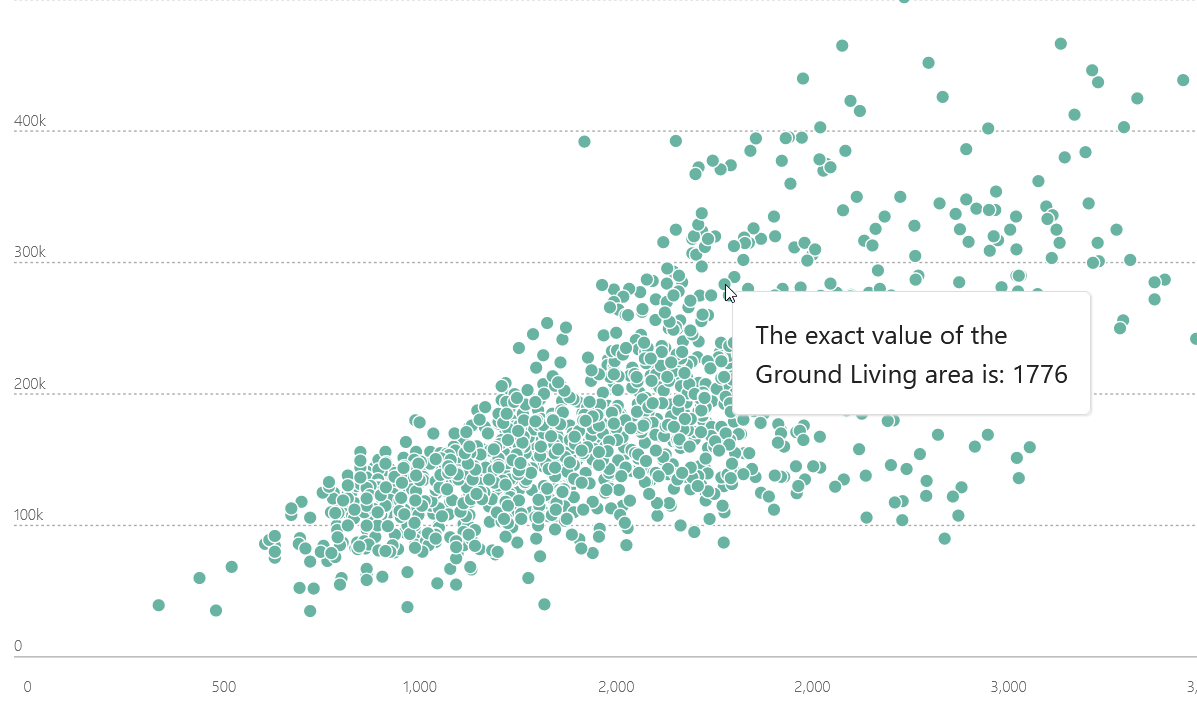 400k
300k
The exact value of the
Ground Living area is: 1776
200k
100k
0
0 500 1,000 2,000 2,000 3,000 3,